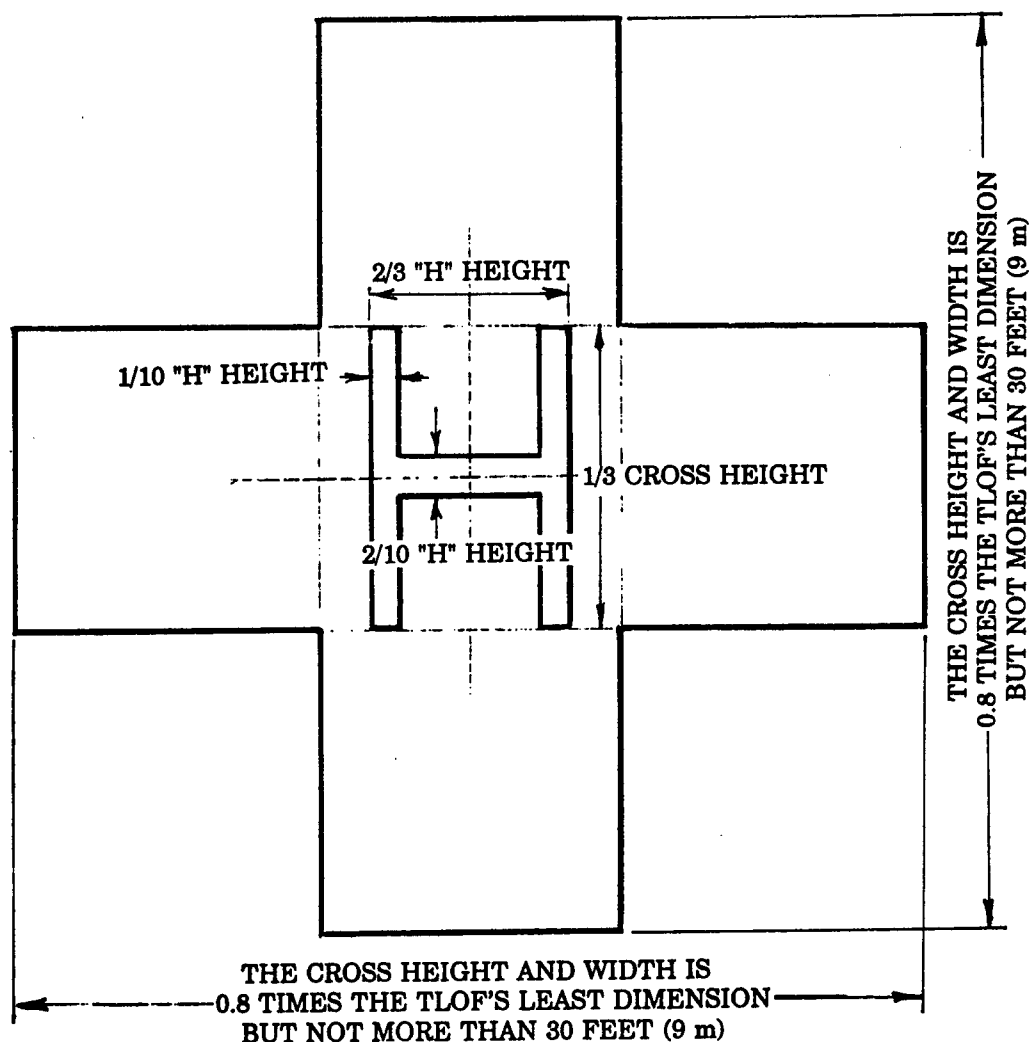 2/3 "H" HEIGHT
1/10 "H" HEIGHT
1/3 CROSS HEIGHT
2/10 "H" HEIGHT
THE CROSS HEIGHT AND WIDTH IS
0.8 TIMES THE TLOF'S LEAST DIMENSION
BUT NOT MORE THAN 30 FEET (9 m)
THE CROSS HEIGHT AND WIDTH IS
0.8 TIMES THE TLOF'S LEAST DIMENSION
BUT NOT MORE THAN 30 FEET (9 m)